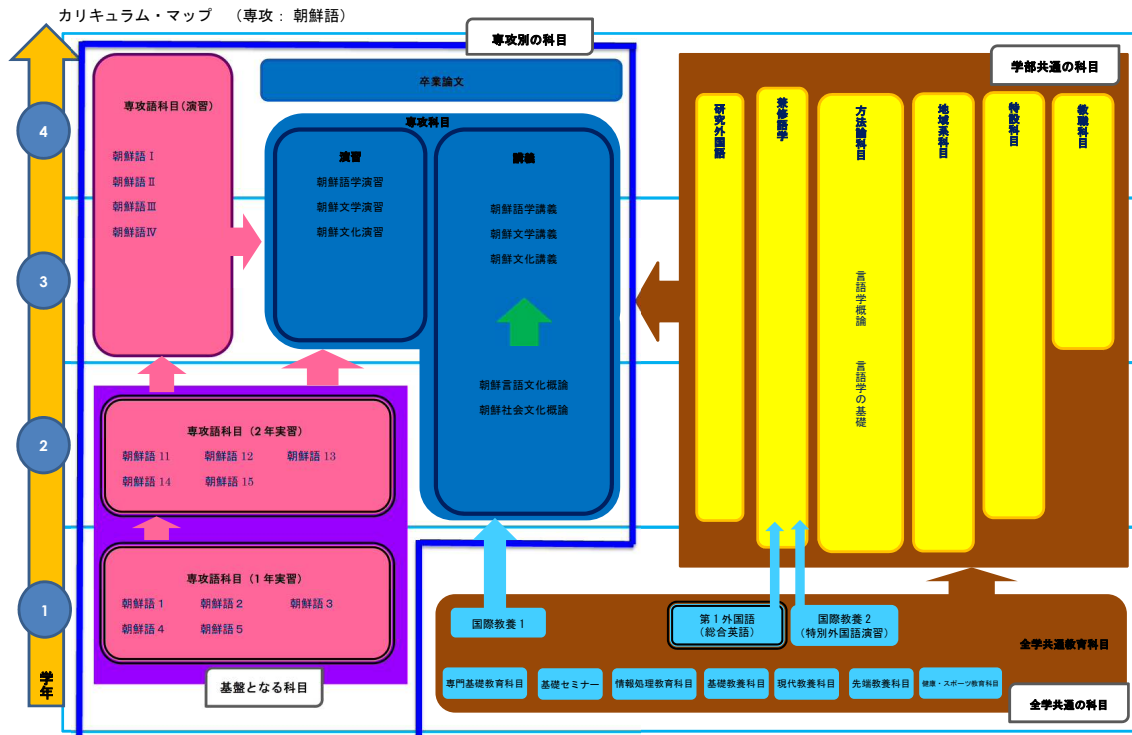 カリキュラム・マップ （専攻： 朝鮮語）
専攻別の科目
学部共通の科目
4
3
2
1
学年
専攻語科目（演習）
朝鮮語Ⅰ
朝鮮語Ⅱ
朝鮮語Ⅲ
朝鮮語Ⅳ
卒業論文
専攻科目
演習
朝鮮語学演習
朝鮮文学演習
朝鮮文化演習
講義
朝鮮語学講義
朝鮮文学講義
朝鮮文化講義
朝鮮言語文化概論
朝鮮社会文化概論
研究外国語
兼修語学
方法論科目
言語学概論
言語学の基礎
地域系科目
特設科目
教職科目
専攻語科目（２年実習）
朝鮮語 11 朝鮮語 12 朝鮮語 13
朝鮮語 14 朝鮮語 15
専攻語科目（１年実習）
朝鮮語１ 朝鮮語２ 朝鮮語３
朝鮮語４ 朝鮮語５
基盤となる科目
国際教養１
第１外国語
（総合英語）
国際教養２
（特別外国語演習）
全学共通教育科目
専門基礎教育科目
基礎セミナー
情報処理教育科目
基礎教養科目
現代教養科目
先端教養科目
健康・スポーツ教育科目
全学共通の科目